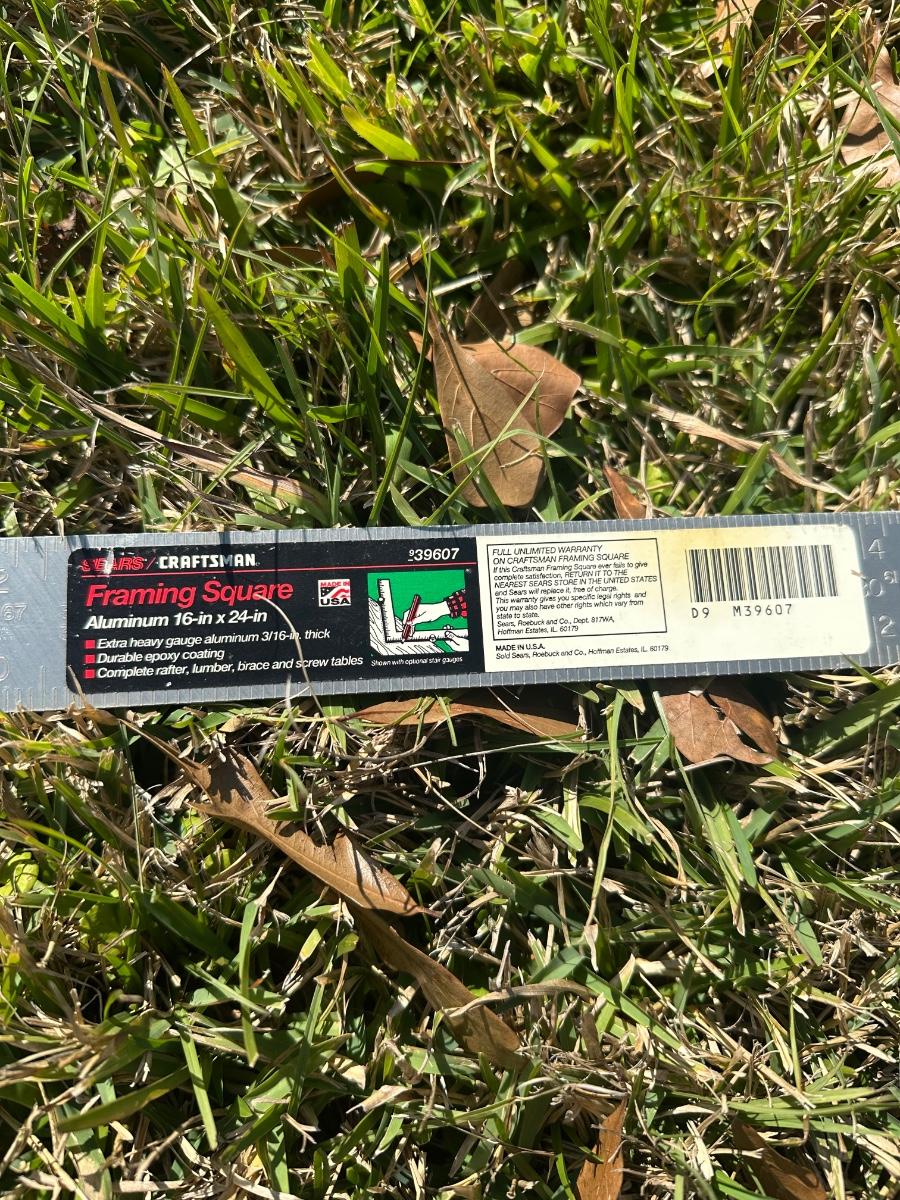 SEARS / CRAFTSMAN
939607
Framing Square
Aluminum 16-in x 24-in
MADE IN
USA
Extra heavy gauge aluminum 3/16-in. thick
Durable epoxy coating
Complete rafter, lumber, brace and screw tables
Shown with optional stair gauges
FULL UNLIMITED WARRANTY
ON CRAFTSMAN FRAMING SQUARE
If this Craftsman Framing Square ever fails to give
complete satisfaction, RETURN IT TO THE
NEAREST SEARS STORE IN THE UNITED STATES
and Sears will replace it, free of charge.
This warranty gives you specific legal rights and
you may also have other rights which vary from
state to state.
Sears, Roebuck and Co., Dept. 817WA,
Hoffman Estates, IL. 60179
MADE IN U.S.A.
Sold Sears, Roebuck and Co., Hoffman Estates, IL. 60179
D9 M39607
2
67
4
2